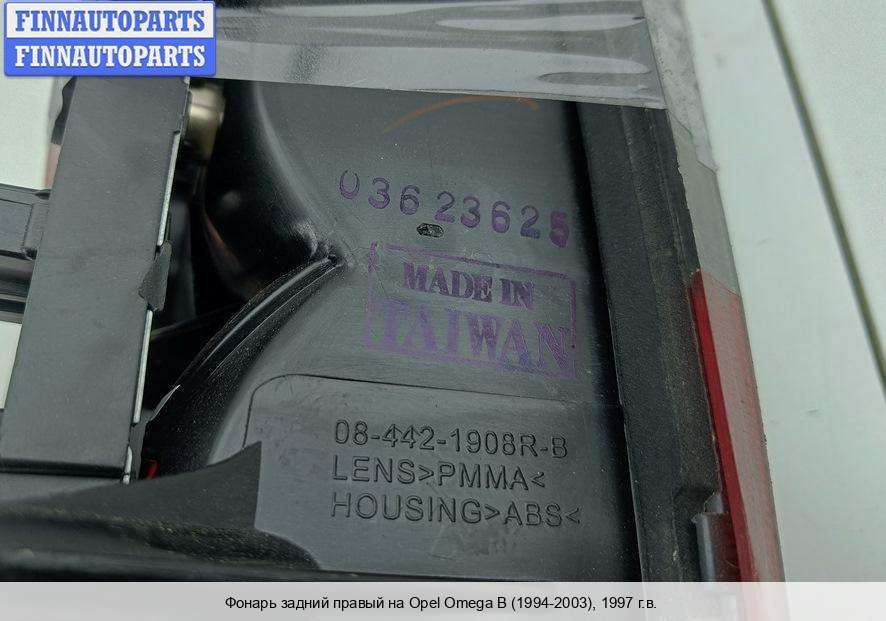 FINNAUTOPARTS
FINNAUTOPARTS
03623625
MADE IN
TAIWAN
08-442-1908R-B
LENS>PMMA<
HOUSING>ABS<
Фонарь задний правый на Opel Omega B (1994-2003), 1997 г.в.